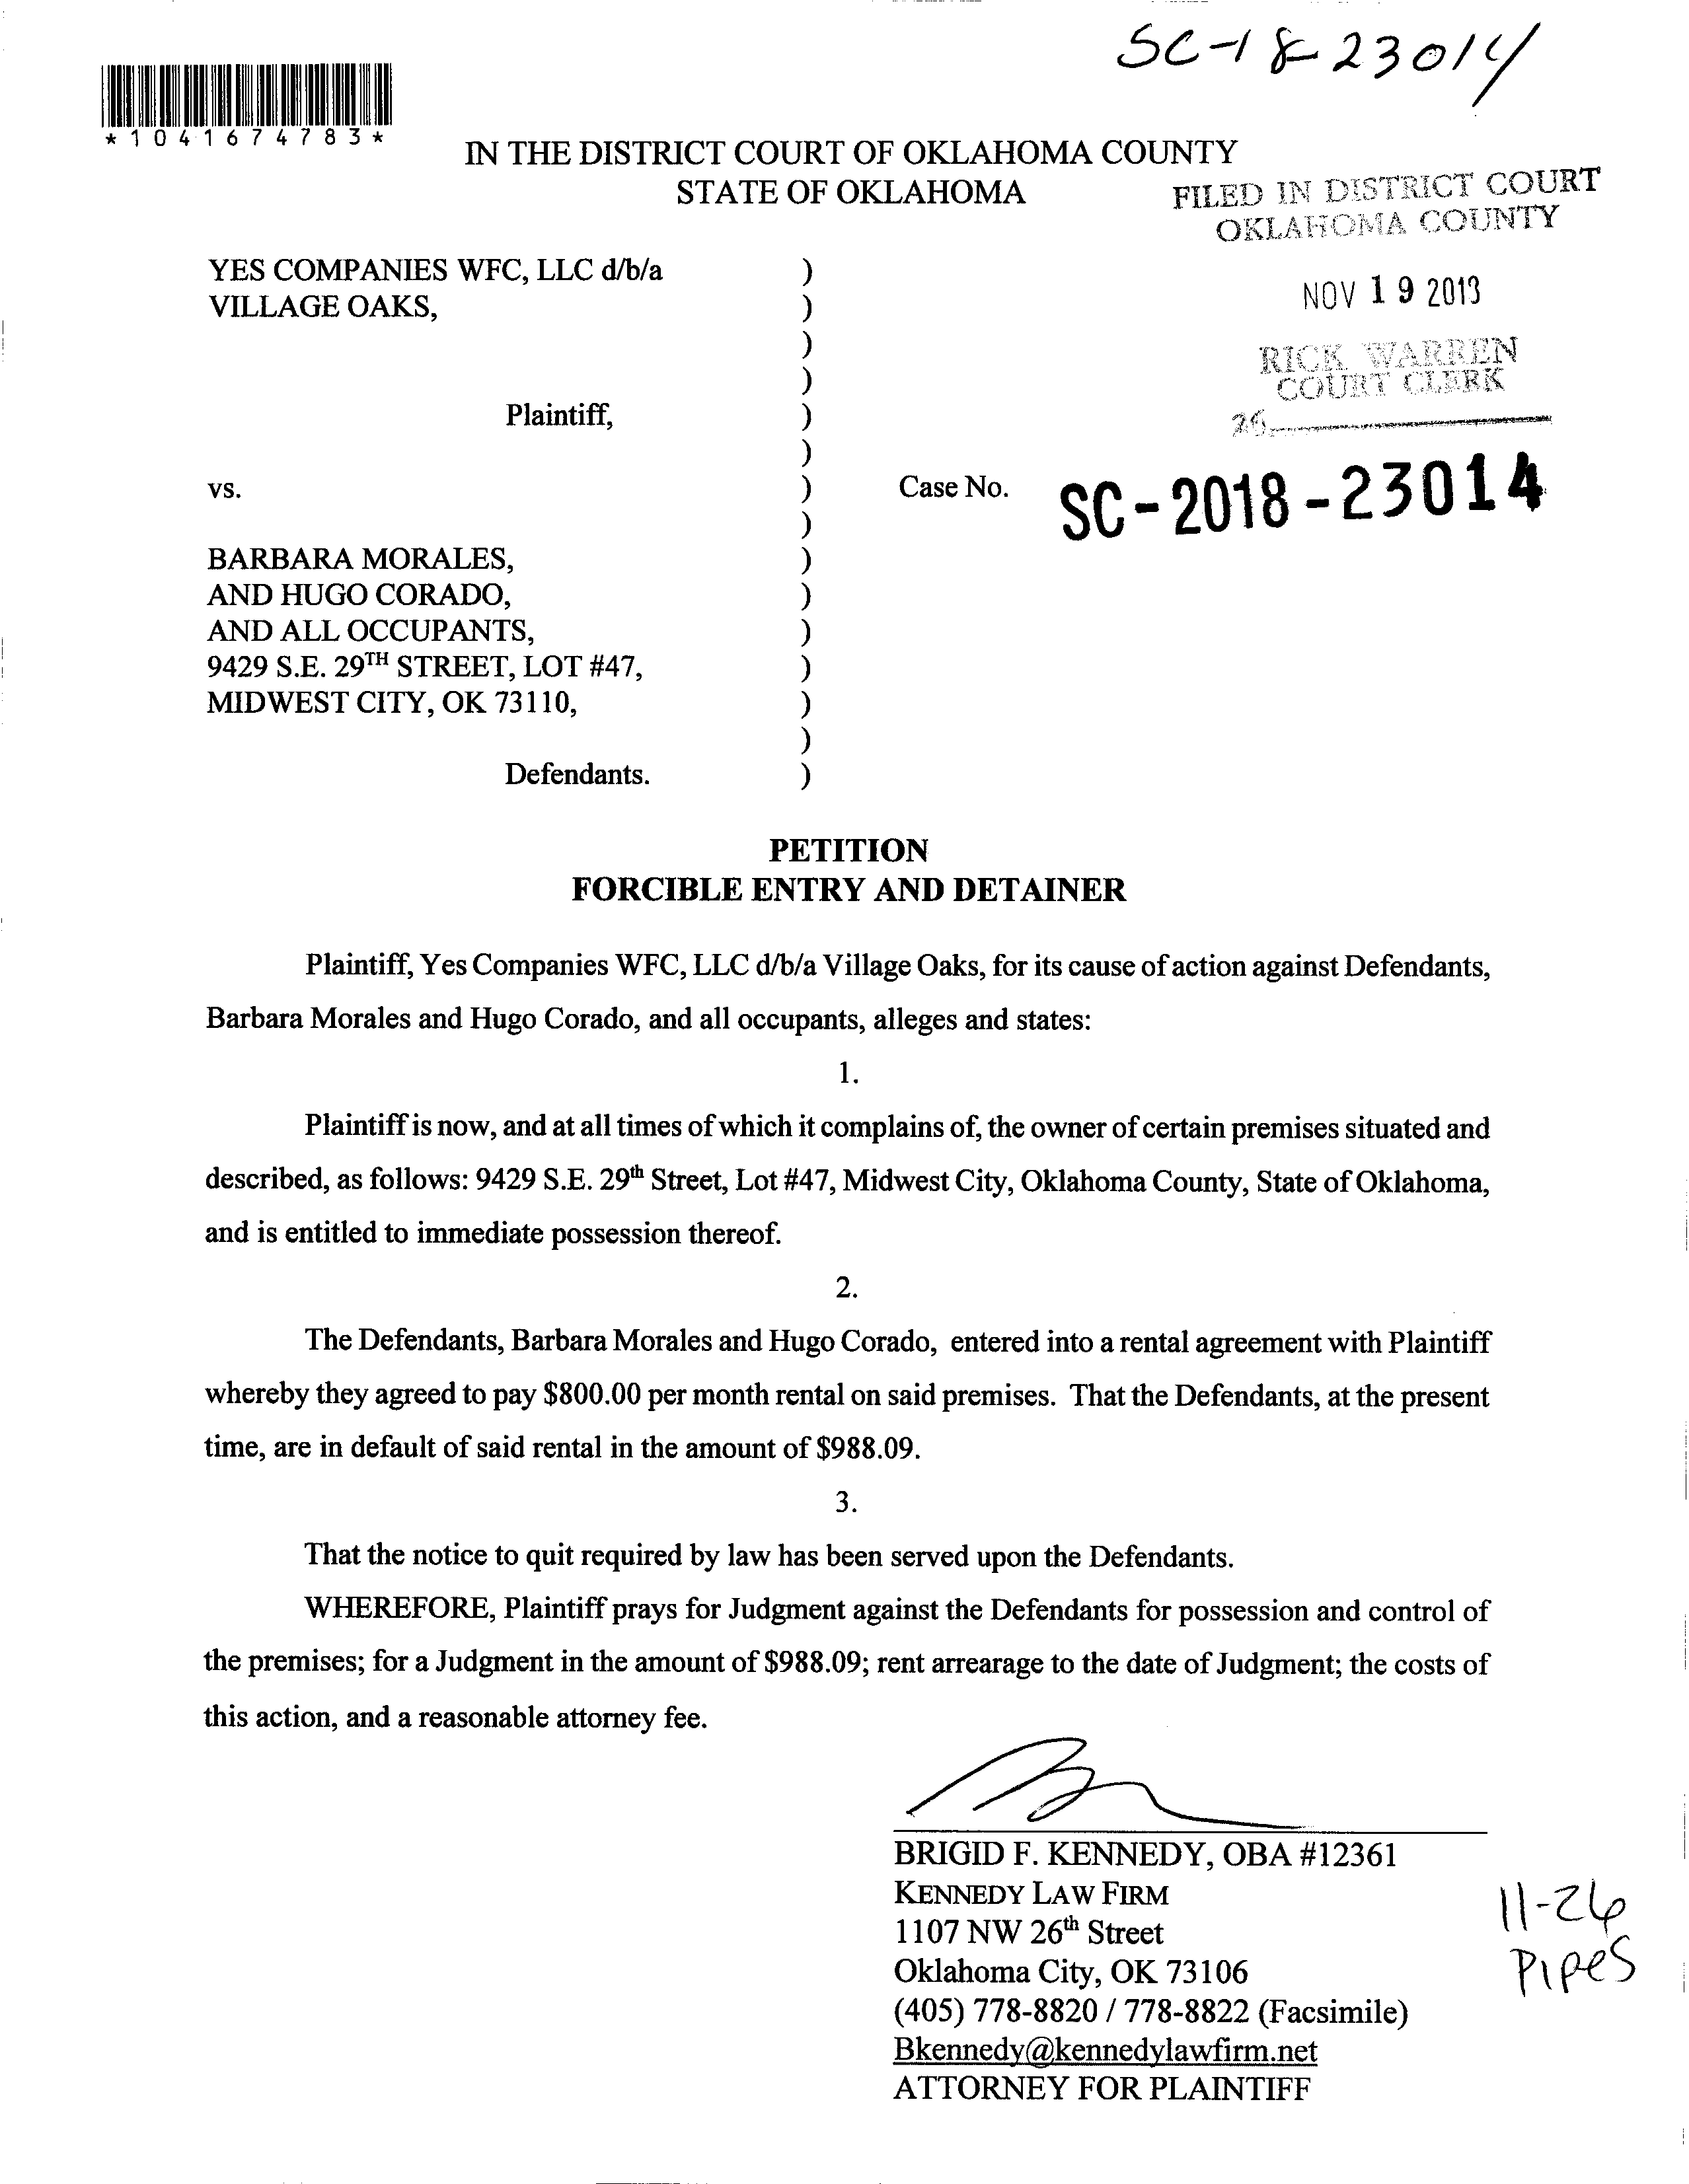 SC-18-23014
*1041674783*
IN THE DISTRICT COURT OF OKLAHOMA COUNTY
STATE OF OKLAHOMA
FILED IN DISTRICT COURT
OKLAHOMA COUNTY
YES COMPANIES WFC, LLC d/b/a )
VILLAGE OAKS, )
NOV 19 2018
)
RICK WARREN
COURT CLERK
)
Plaintiff, )
26
)
vs. ) Case No. SC-2018-23014
)
BARBARA MORALES, )
AND HUGO CORADO, )
AND ALL OCCUPANTS, )
9429 S.E. 29TH STREET, LOT #47, )
MIDWEST CITY, OK 73110, )
)
Defendants. )
PETITION
FORCIBLE ENTRY AND DETAINER
Plaintiff, Yes Companies WFC, LLC d/b/a Village Oaks, for its cause of action against Defendants,
Barbara Morales and Hugo Corado, and all occupants, alleges and states:
1.
Plaintiff is now, and at all times of which it complains of, the owner of certain premises situated and
described, as follows: 9429 S.E. 29th Street, Lot #47, Midwest City, Oklahoma County, State of Oklahoma,
and is entitled to immediate possession thereof.
2.
The Defendants, Barbara Morales and Hugo Corado, entered into a rental agreement with Plaintiff
whereby they agreed to pay $800.00 per month rental on said premises. That the Defendants, at the present
time, are in default of said rental in the amount of $988.09.
3.
That the notice to quit required by law has been served upon the Defendants.
WHEREFORE, Plaintiff prays for Judgment against the Defendants for possession and control of
the premises; for a Judgment in the amount of $988.09; rent arrearage to the date of Judgment; the costs of
this action, and a reasonable attorney fee.
BRIGID F. KENNEDY, OBA #12361
KENNEDY LAW FIRM
1107 NW 26th Street
Oklahoma City, OK 73106
(405) 778-8820 / 778-8822 (Facsimile)
Bkennedy@kennedylawfirm.net
ATTORNEY FOR PLAINTIFF
11-26
Pipes